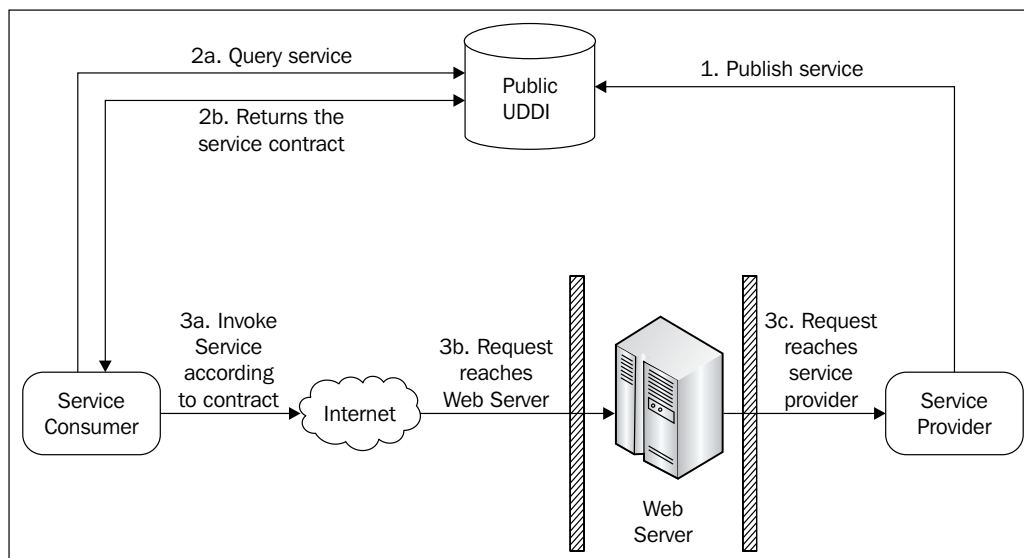 2a. Query service
2b. Returns the
service contract
Public
UDDI
1. Publish service
3a. Invoke
Service
according
to contract
3b. Request
reaches
Web Server
3c. Request
reaches
service
provider
Service
Consumer
Internet
Service
Provider
Web
Server